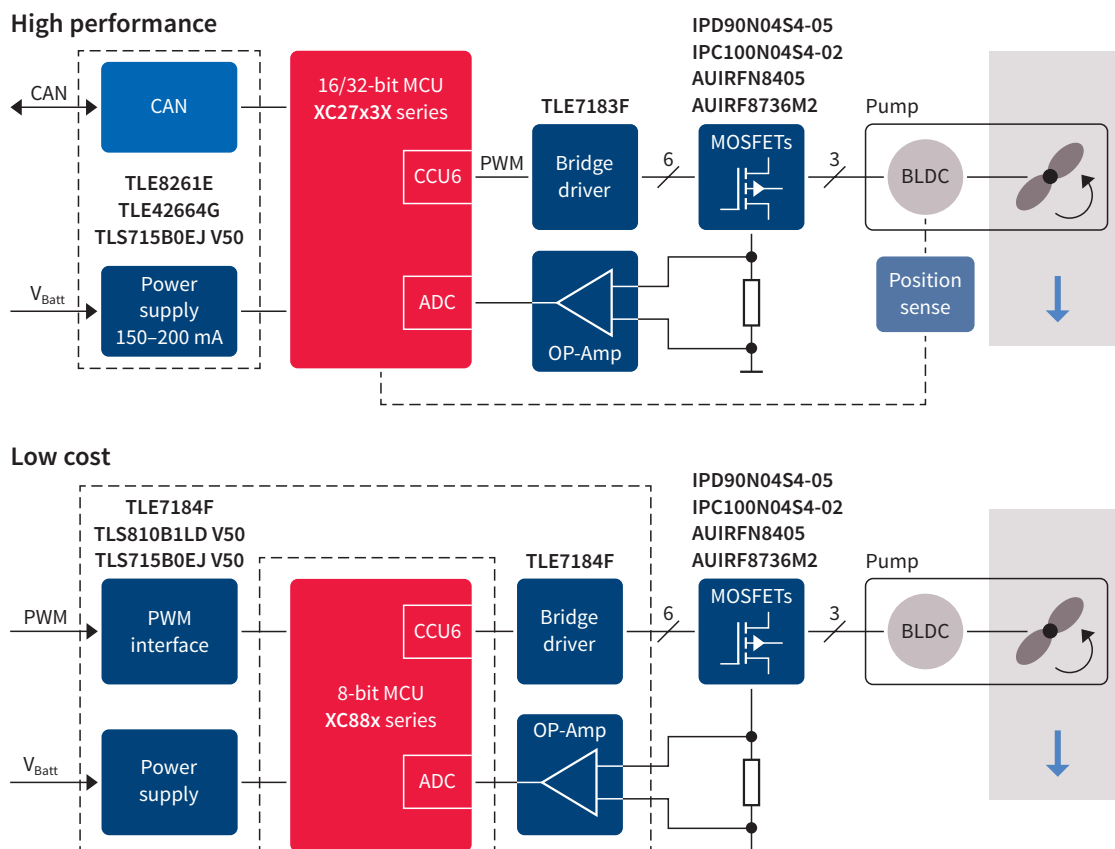 High performance
IPD90N04S4-05
IPC100N04S4-02
AUIRFN8405
AUIRF8736M2
CAN
CAN
16/32-bit MCU
XC27x3X series
TLE7183F
Pump
CCU6
PWM
Bridge
driver
6
MOSFETs
3
BLDC
TLE8261E
TLE42664G
TLS715B0EJ V50
VBatt
Power
supply
150–200 mA
ADC
OP-Amp
Position
sense
Low cost
IPD90N04S4-05
IPC100N04S4-02
AUIRFN8405
AUIRF8736M2
TLE7184F
TLS810B1LD V50
TLS715B0EJ V50
TLE7184F
Pump
PWM
PWM
interface
CCU6
Bridge
driver
6
MOSFETs
3
BLDC
8-bit MCU
XC88x series
VBatt
Power
supply
ADC
OP-Amp